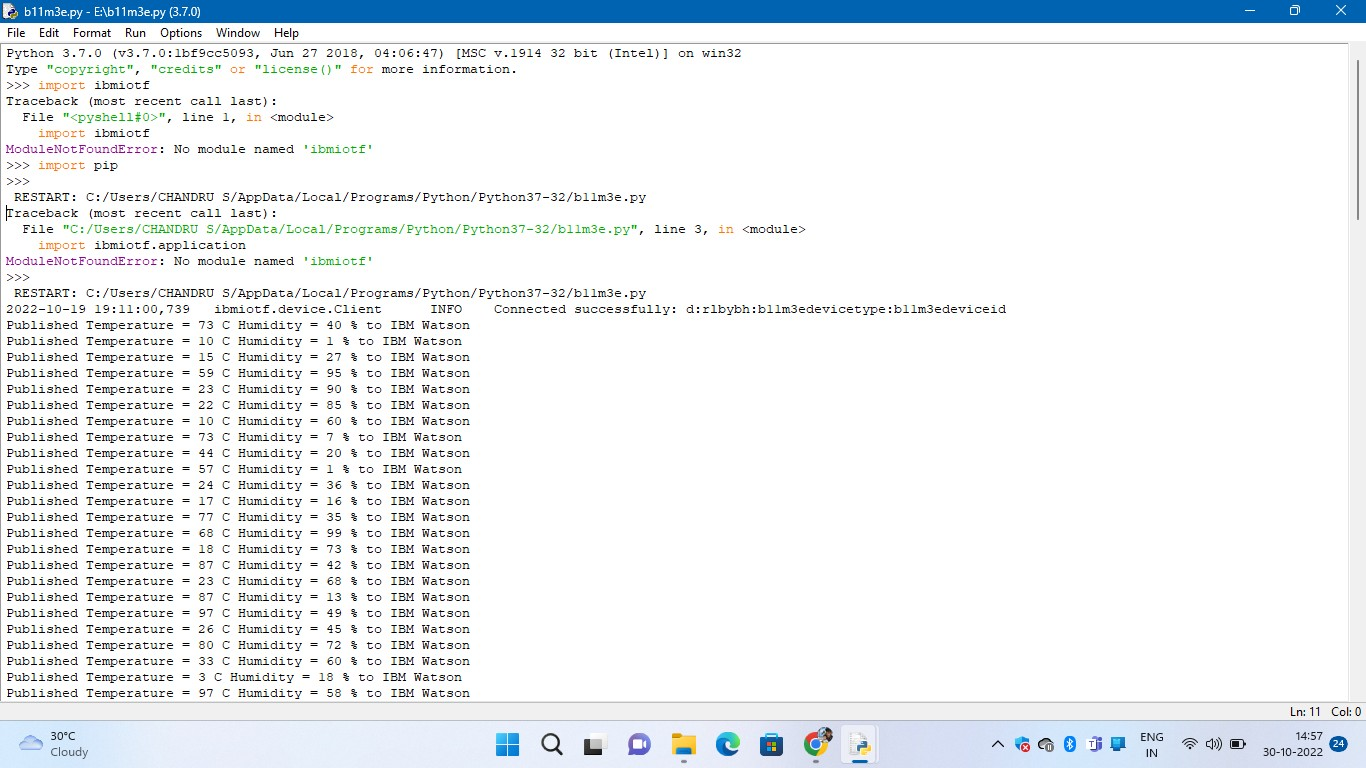 b11m3e.py - E:\b11m3e.py (3.7.0)
File Edit Format Run Options Window Help
Python 3.7.0 (v3.7.0:1bf9cc5093, Jun 27 2018, 04:06:47) [MSC v.1914 32 bit (Intel)] on win32
Type "copyright", "credits" or "license()" for more information.
>>> import ibmiotf
Traceback (most recent call last):
  File "<pyshell#0>", line 1, in <module>
    import ibmiotf
ModuleNotFoundError: No module named 'ibmiotf'
>>> import pip
>>>
 RESTART: C:/Users/CHANDRU S/AppData/Local/Programs/Python/Python37-32/b11m3e.py
Traceback (most recent call last):
  File "C:/Users/CHANDRU S/AppData/Local/Programs/Python/Python37-32/b11m3e.py", line 3, in <module>
    import ibmiotf.application
ModuleNotFoundError: No module named 'ibmiotf'
>>>
 RESTART: C:/Users/CHANDRU S/AppData/Local/Programs/Python/Python37-32/b11m3e.py
2022-10-19 19:11:00,739   ibmiotf.device.Client      INFO    Connected successfully: d:rlbybh:b11m3edevicetype:b11m3edeviceid
Published Temperature = 73 C Humidity = 40 % to IBM Watson
Published Temperature = 10 C Humidity = 1 % to IBM Watson
Published Temperature = 15 C Humidity = 27 % to IBM Watson
Published Temperature = 59 C Humidity = 95 % to IBM Watson
Published Temperature = 23 C Humidity = 90 % to IBM Watson
Published Temperature = 22 C Humidity = 85 % to IBM Watson
Published Temperature = 10 C Humidity = 60 % to IBM Watson
Published Temperature = 73 C Humidity = 7 % to IBM Watson
Published Temperature = 44 C Humidity = 20 % to IBM Watson
Published Temperature = 57 C Humidity = 1 % to IBM Watson
Published Temperature = 24 C Humidity = 36 % to IBM Watson
Published Temperature = 17 C Humidity = 16 % to IBM Watson
Published Temperature = 77 C Humidity = 35 % to IBM Watson
Published Temperature = 68 C Humidity = 99 % to IBM Watson
Published Temperature = 18 C Humidity = 73 % to IBM Watson
Published Temperature = 87 C Humidity = 42 % to IBM Watson
Published Temperature = 23 C Humidity = 68 % to IBM Watson
Published Temperature = 87 C Humidity = 13 % to IBM Watson
Published Temperature = 97 C Humidity = 49 % to IBM Watson
Published Temperature = 26 C Humidity = 45 % to IBM Watson
Published Temperature = 80 C Humidity = 72 % to IBM Watson
Published Temperature = 33 C Humidity = 60 % to IBM Watson
Published Temperature = 3 C Humidity = 18 % to IBM Watson
Published Temperature = 97 C Humidity = 58 % to IBM Watson
Ln: 11 Col: 0
30°C
Cloudy
ENG
IN
14:57
30-10-2022
24